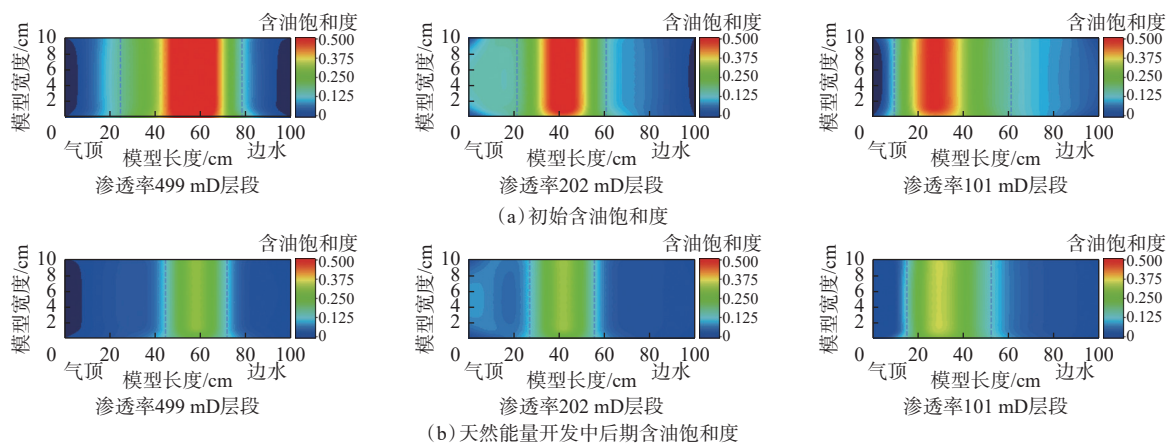 含油饱和度 含油饱和度 含油饱和度
模型宽度/cm 10 8 6 4 2 0.500 0.375 0.250 0.125 0
模型宽度/cm 10 8 6 4 2 0.500 0.375 0.250 0.125 0
模型宽度/cm 10 8 6 4 2 0.500 0.375 0.250 0.125 0
0 20 40 60 80 100 0 20 40 60 80 100 0 20 40 60 80 100
气顶 模型长度/cm 边水 气顶 模型长度/cm 边水 气顶 模型长度/cm 边水
渗透率499 mD层段 渗透率202 mD层段 渗透率101 mD层段
(a)初始含油饱和度
含油饱和度 含油饱和度 含油饱和度
模型宽度/cm 10 8 6 4 2 0.500 0.375 0.250 0.125 0
模型宽度/cm 10 8 6 4 2 0.500 0.375 0.250 0.125 0
模型宽度/cm 10 8 6 4 2 0.500 0.375 0.250 0.125 0
0 20 40 60 80 100 0 20 40 60 80 100 0 20 40 60 80 100
气顶 模型长度/cm 边水 气顶 模型长度/cm 边水 气顶 模型长度/cm 边水
渗透率499 mD层段 渗透率202 mD层段 渗透率101 mD层段
(b)天然能量开发中后期含油饱和度